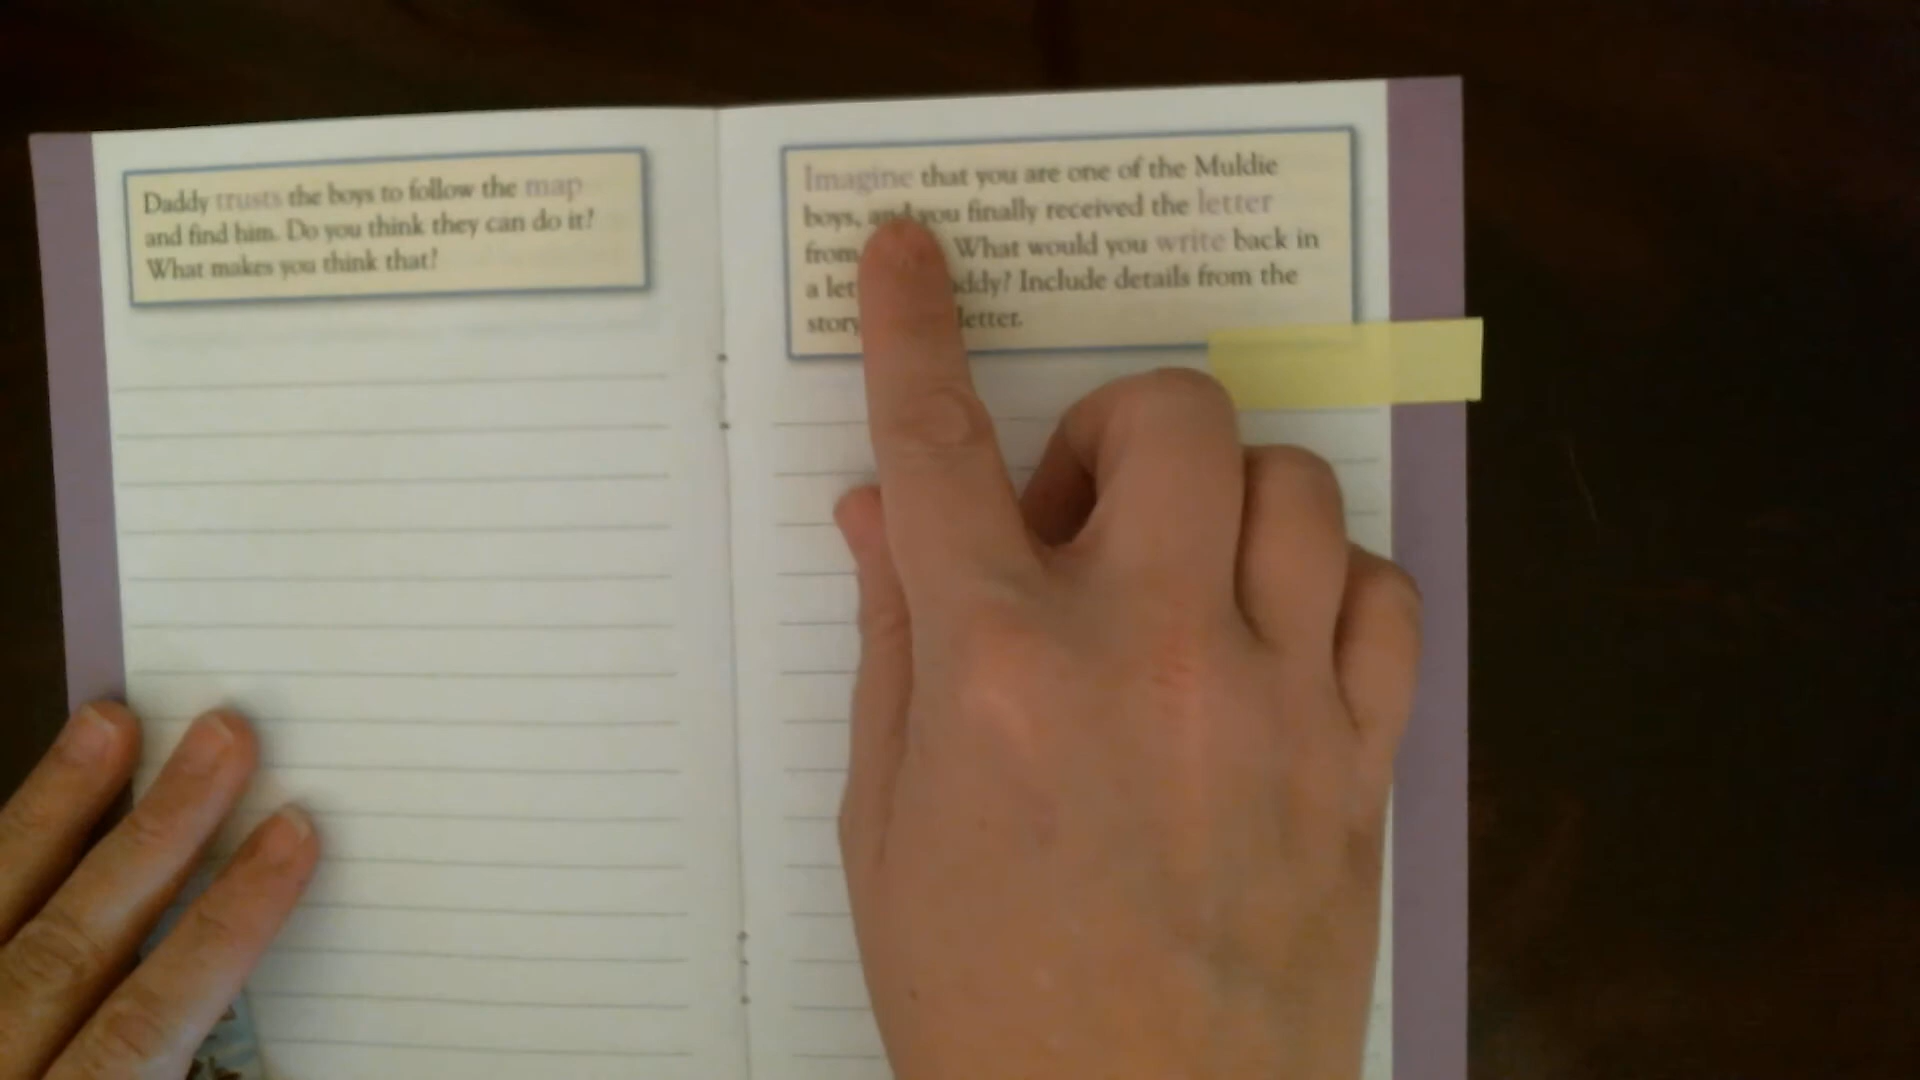 Daddy trusts the boys to follow the map
and find him. Do you think they can do it?
What makes you think that?
Imagine that you are one of the Muldie
boys, and you finally received the letter
from What would you write back in
a let ddy? Include details from the
story letter.